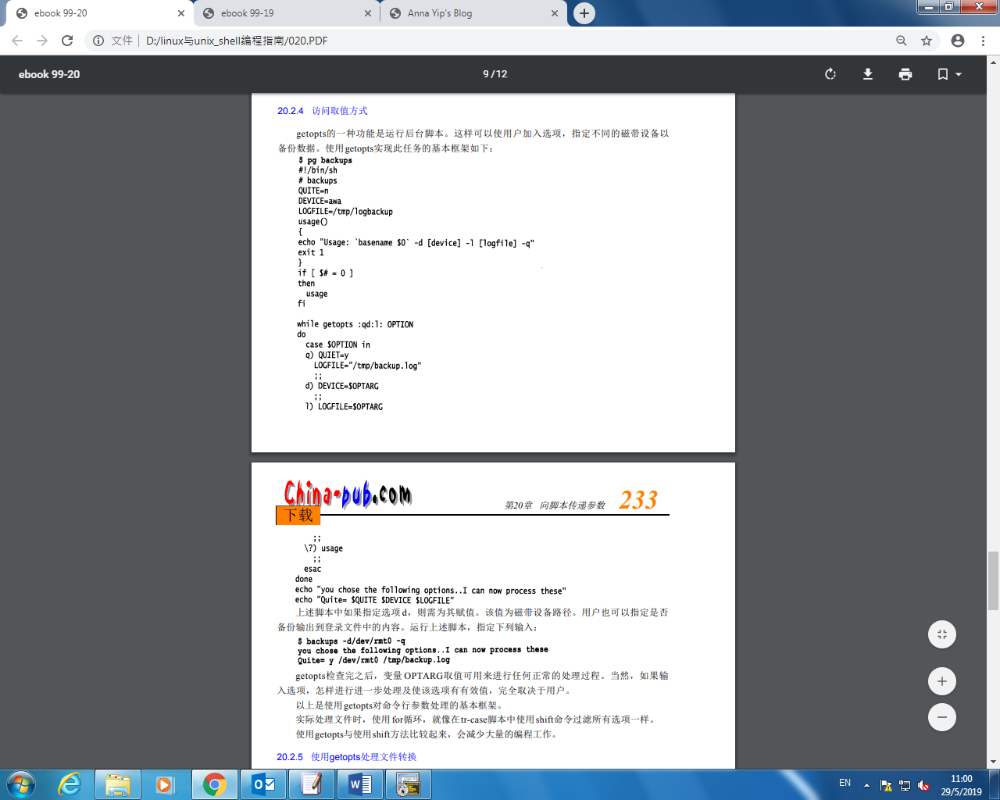 ebook 99-20
ebook 99-19
Anna Yip's Blog
文件
D:/linux与unix_shell编程指南/020.PDF
ebook 99-20
9 / 12
20.2.4 访问取值方式
getopts的一种功能是运行后台脚本。这样可以使用户加入选项，指定不同的磁带设备以
备份数据。使用getopts实现此任务的基本框架如下：
$ pg backups
#!/bin/sh
# backups
QUITE=n
DEVICE=awa
LOGFILE=/tmp/logbackup
usage()
{
echo "Usage: `basename $0` -d [device] -l [logfile] -q"
exit 1
}
if [ $# = 0 ]
then
usage
fi
while getopts :qd:l: OPTION
do
case $OPTION in
q) QUIET=y
LOGFILE="/tmp/backup.log"
;;
d) DEVICE=$OPTARG
;;
l) LOGFILE=$OPTARG
China-pub.com
下载
第20章 向脚本传递参数 233
;;
\?) usage
;;
esac
done
echo "you chose the following options..I can now process these"
echo "Quite= $QUITE $DEVICE $LOGFILE"
上述脚本中如果指定选项d，则需为其赋值。该值为磁带设备路径。用户也可以指定是否
备份输出到登录文件中的内容。运行上述脚本，指定下列输入：
$ backups -d/dev/rmt0 -q
you chose the following options..I can now process these
Quite= y /dev/rmt0 /tmp/backup.log
getopts检查完之后，变量OPTARG取值可用来进行任何正常的处理过程。当然，如果输
入选项，怎样进行进一步处理及使该选项有有效值，完全取决于用户。
以上是使用getopts对命令行参数处理的基本框架。
实际处理文件时，使用for循环，就像在tr-case脚本中使用shift命令过滤所有选项一样。
使用getopts与使用shift方法比较起来，会减少大量的编程工作。
20.2.5 使用getopts处理文件转换
EN
11:00
29/5/2019